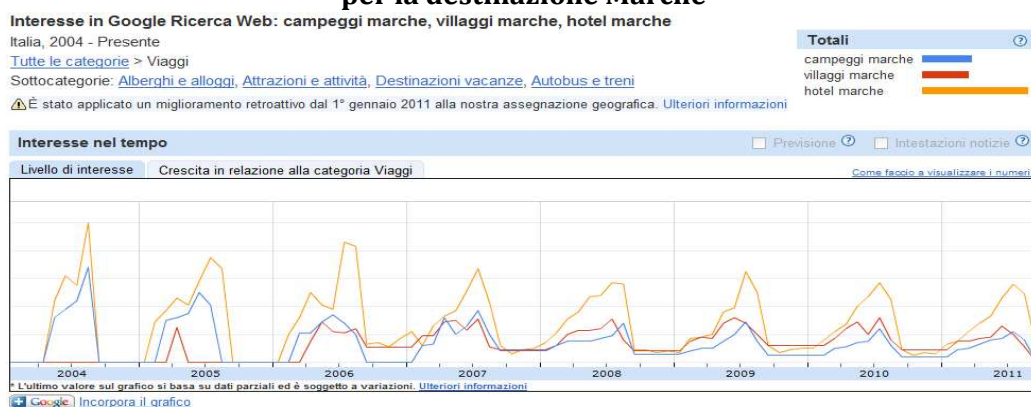 per la destinazione Marche
Interesse in Google Ricerca Web: campeggi marche, villaggi marche, hotel marche
Italia, 2004 - Presente
Tutte le categorie > Viaggi
Sottocategorie: Alberghi e alloggi, Attrazioni e attività, Destinazioni vacanze, Autobus e treni
È stato applicato un miglioramento retroattivo dal 1° gennaio 2011 alla nostra assegnazione geografica. Ulteriori informazioni
Totali ?
campeggi marche
villaggi marche
hotel marche
Interesse nel tempo
Previsione ? Intestazioni notizie ?
Livello di interesse Crescita in relazione alla categoria Viaggi
Come faccio a visualizzare i numeri
2004 2005 2006 2007 2008 2009 2010 2011
* L'ultimo valore sul grafico si basa su dati parziali ed è soggetto a variazioni. Ulteriori informazioni
+ Google Incorpora il grafico